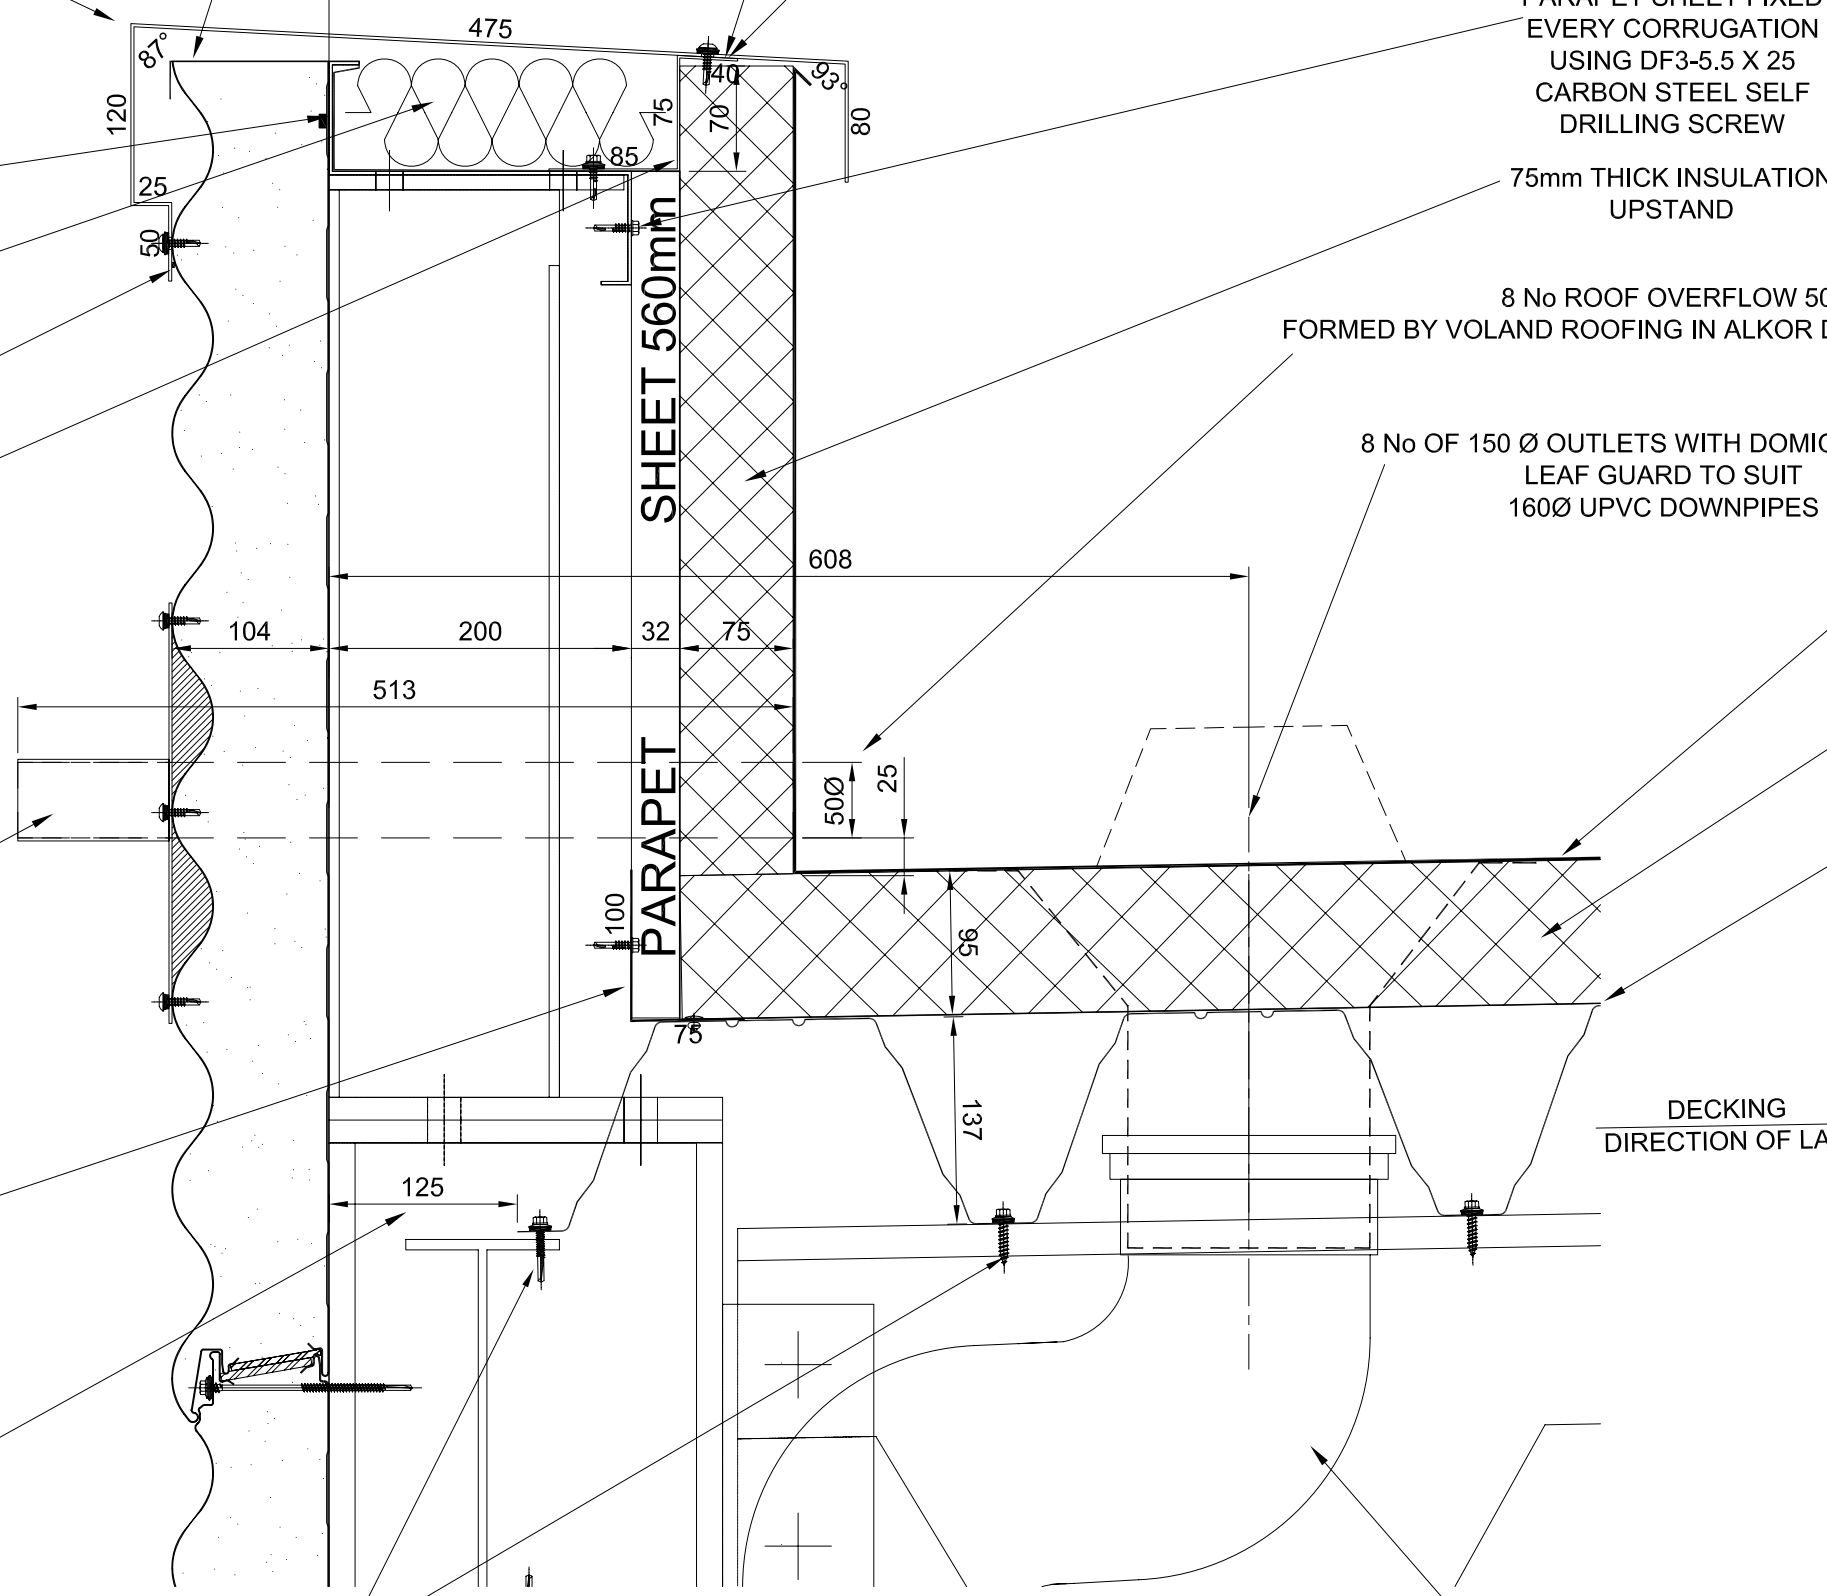 PARAPET SHEET FIXED
EVERY CORRUGATION
USING DF3-5.5 X 25
CARBON STEEL SELF
DRILLING SCREW
475
87°
40
93°
120
75
70
80
85
25
50
75mm THICK INSULATION
UPSTAND
8 No ROOF OVERFLOW 50
FORMED BY VOLAND ROOFING IN ALKOR
8 No OF 150 Ø OUTLETS WITH
LEAF GUARD TO SUIT
160Ø UPVC DOWNPIPES
PARAPET SHEET 560mm
608
104
200
32
75
513
50Ø
25
100
95
75
137
125
DECKING
DIRECTION OF